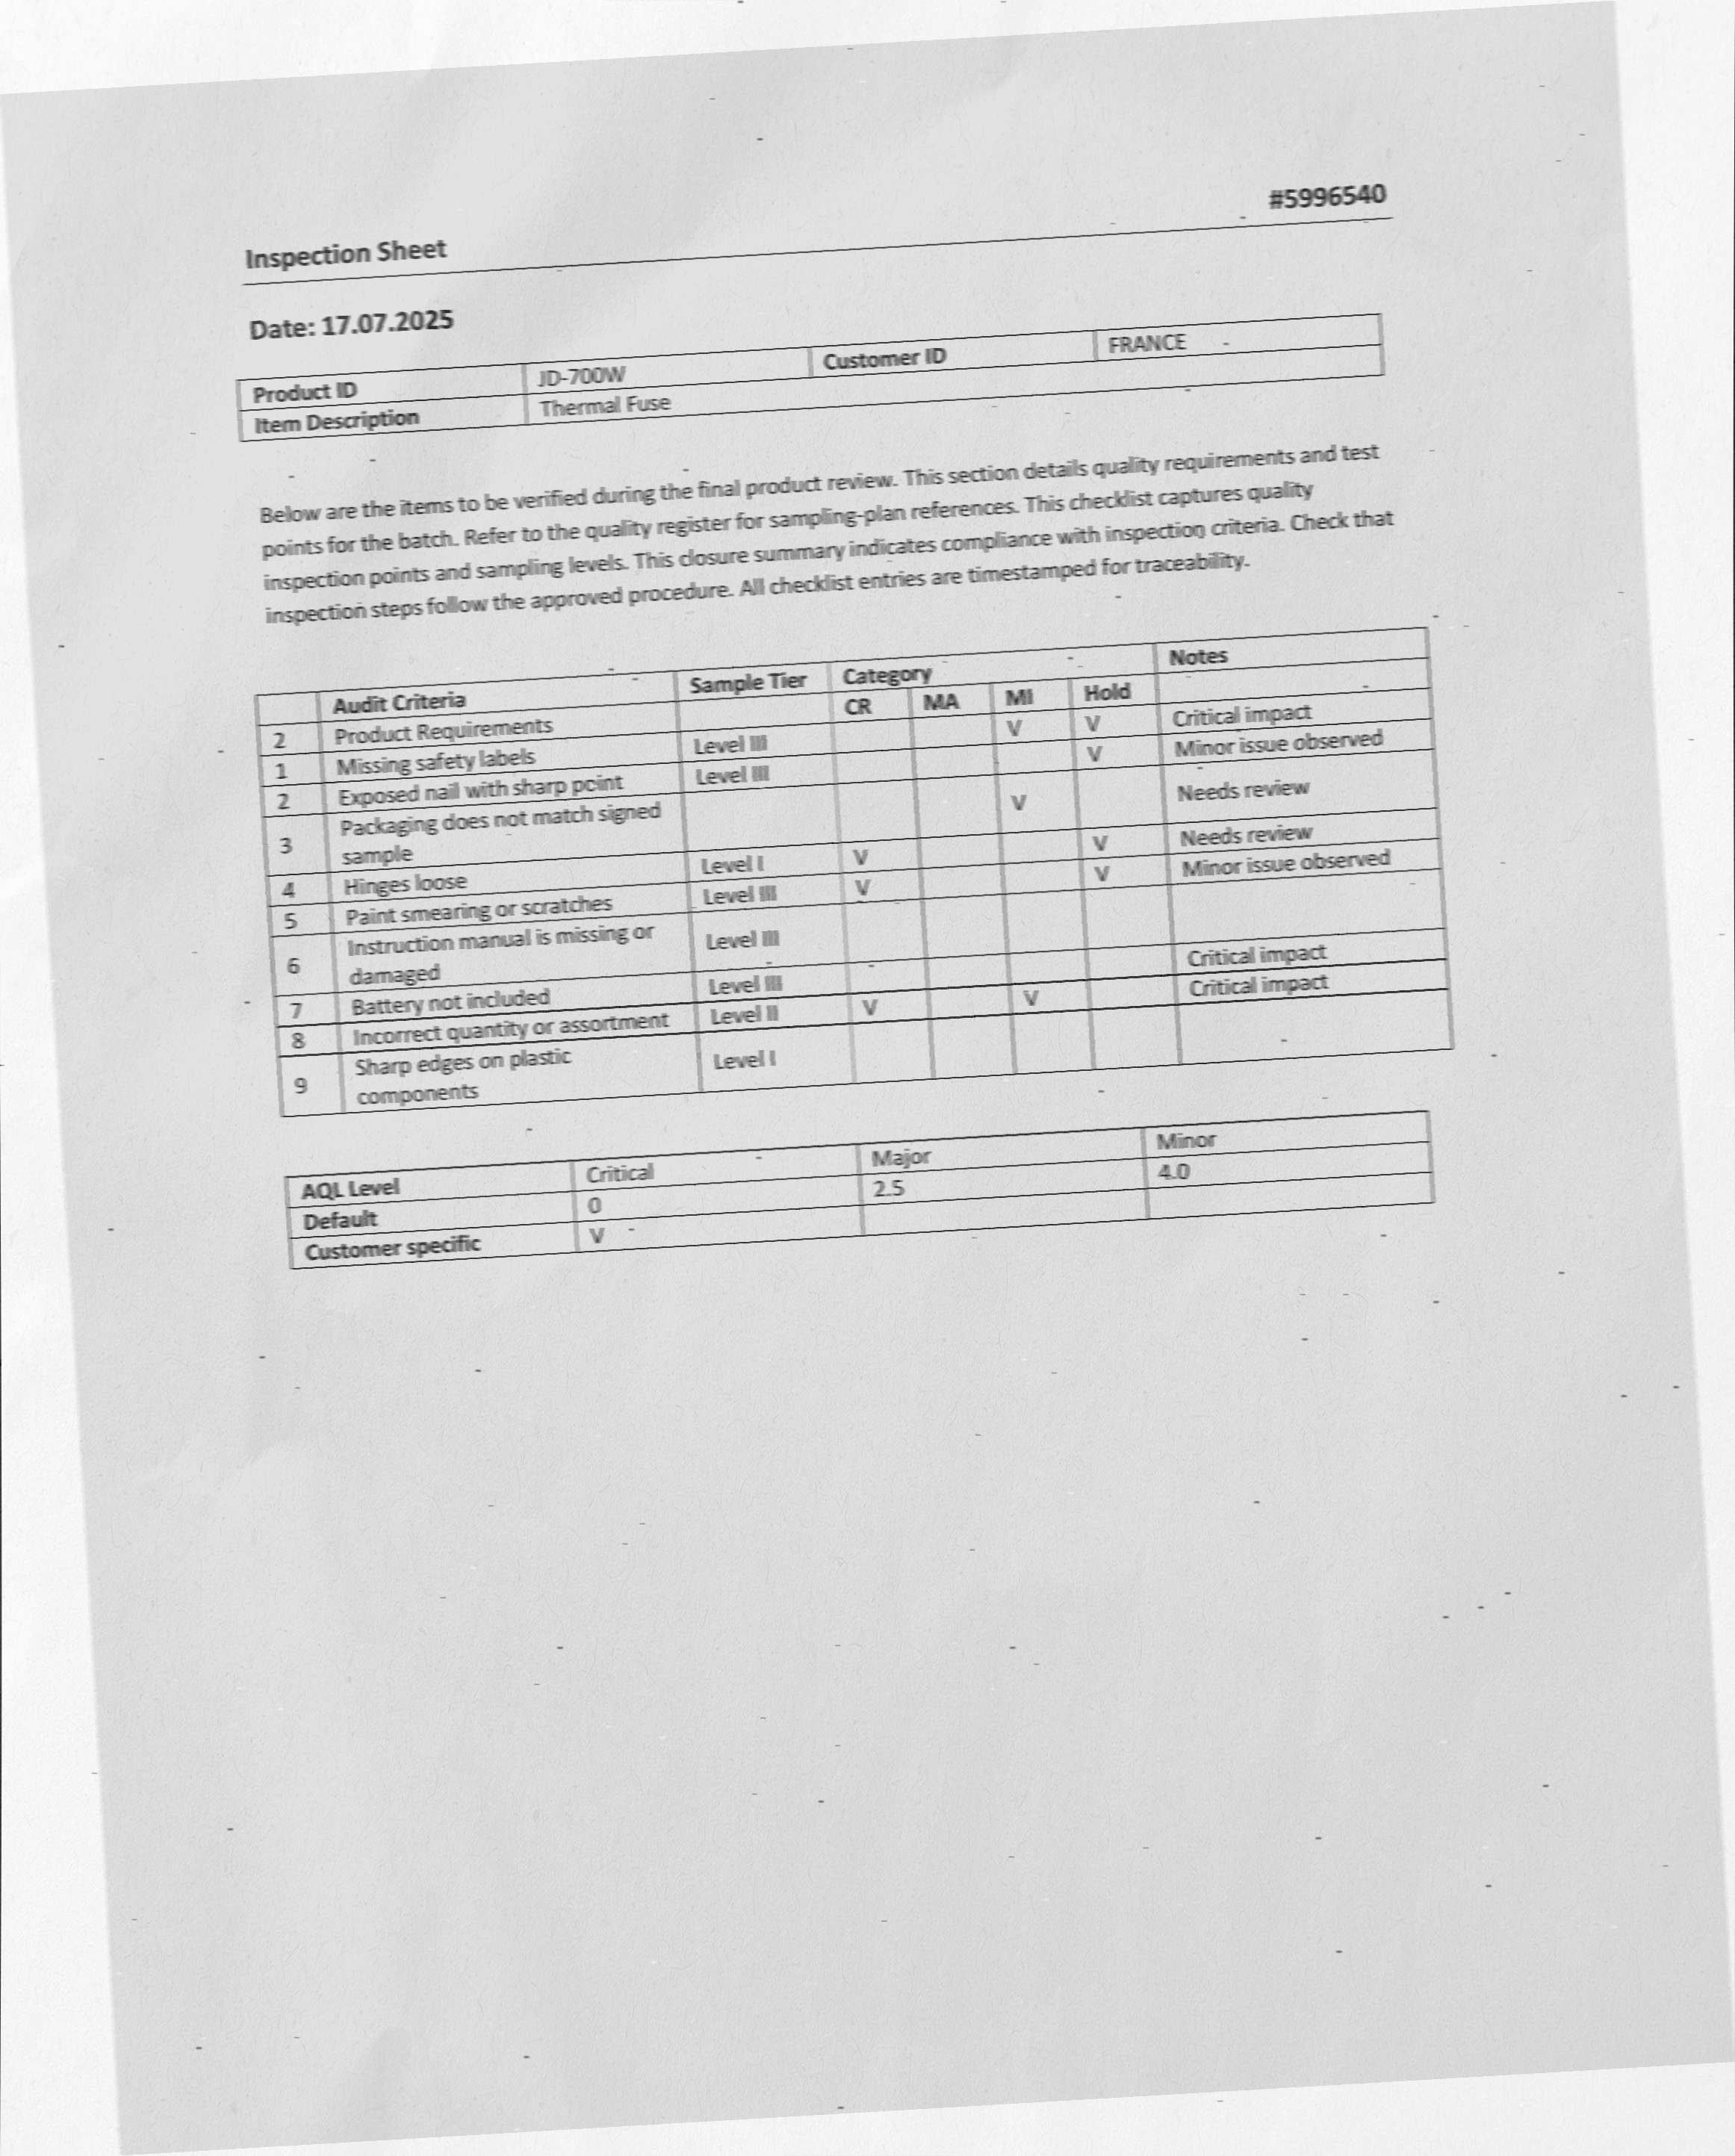 #5996540
Inspection Sheet
Date: 17.07.2025
Product ID JD-700W Customer ID FRANCE
Item Description Thermal Fuse
Below are the items to be verified during the final product review. This section details quality requirements and test
points for the batch. Refer to the quality register for sampling-plan references. This checklist captures quality
inspection points and sampling levels. This closure summary indicates compliance with inspection criteria. Check that
inspection steps follow the approved procedure. All checklist entries are timestamped for traceability.
Audit Criteria Sample Tier Category Notes
2 Product Requirements CR MA MI Hold
1 Missing safety labels Level III V V Critical impact
2 Exposed nail with sharp point Level III V Minor issue observed
3 Packaging does not match signed
sample V Needs review
4 Hinges loose Level I V V Needs review
5 Paint smearing or scratches Level III V V Minor issue observed
6 Instruction manual is missing or
damaged Level III
7 Battery not included Level III Critical impact
8 Incorrect quantity or assortment Level II V V Critical impact
9 Sharp edges on plastic
components Level I
AQL Level Critical Major Minor
Default 0 2.5 4.0
Customer specific V